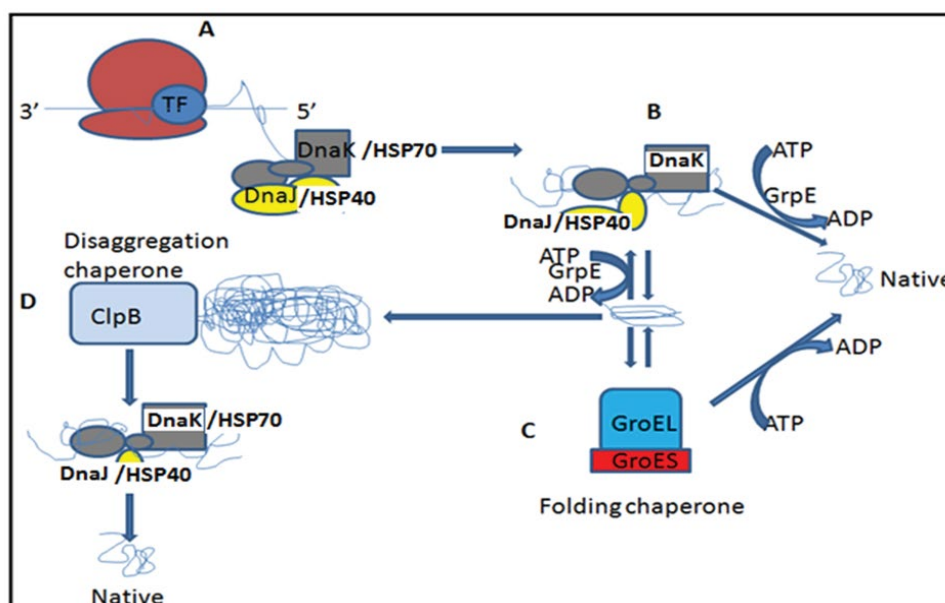 A
TF
3’
5’
DnaK /HSP70
DnaJ/HSP40
B
DnaK
DnaJ/HSP40
ATP
GrpE
ADP
ATP
GrpE
ADP
Native
Disaggregation
chaperone
D
ClpB
DnaK/HSP70
DnaJ /HSP40
Native
C
GroEL
GroES
Folding chaperone
ADP
ATP